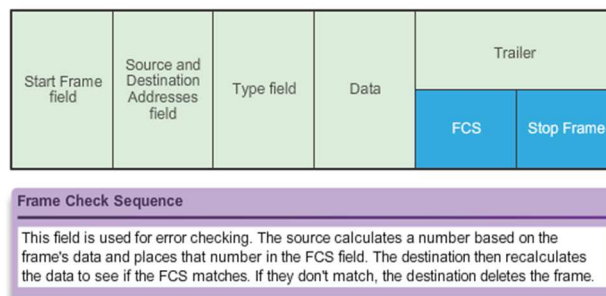 Start Frame
field
Source and
Destination
Addresses
field
Type field
Data
Trailer
FCS
Stop Frame
Frame Check Sequence
This field is used for error checking. The source calculates a number based on the
frame's data and places that number in the FCS field. The destination then recalculates
the data to see if the FCS matches. If they don't match, the destination deletes the frame.